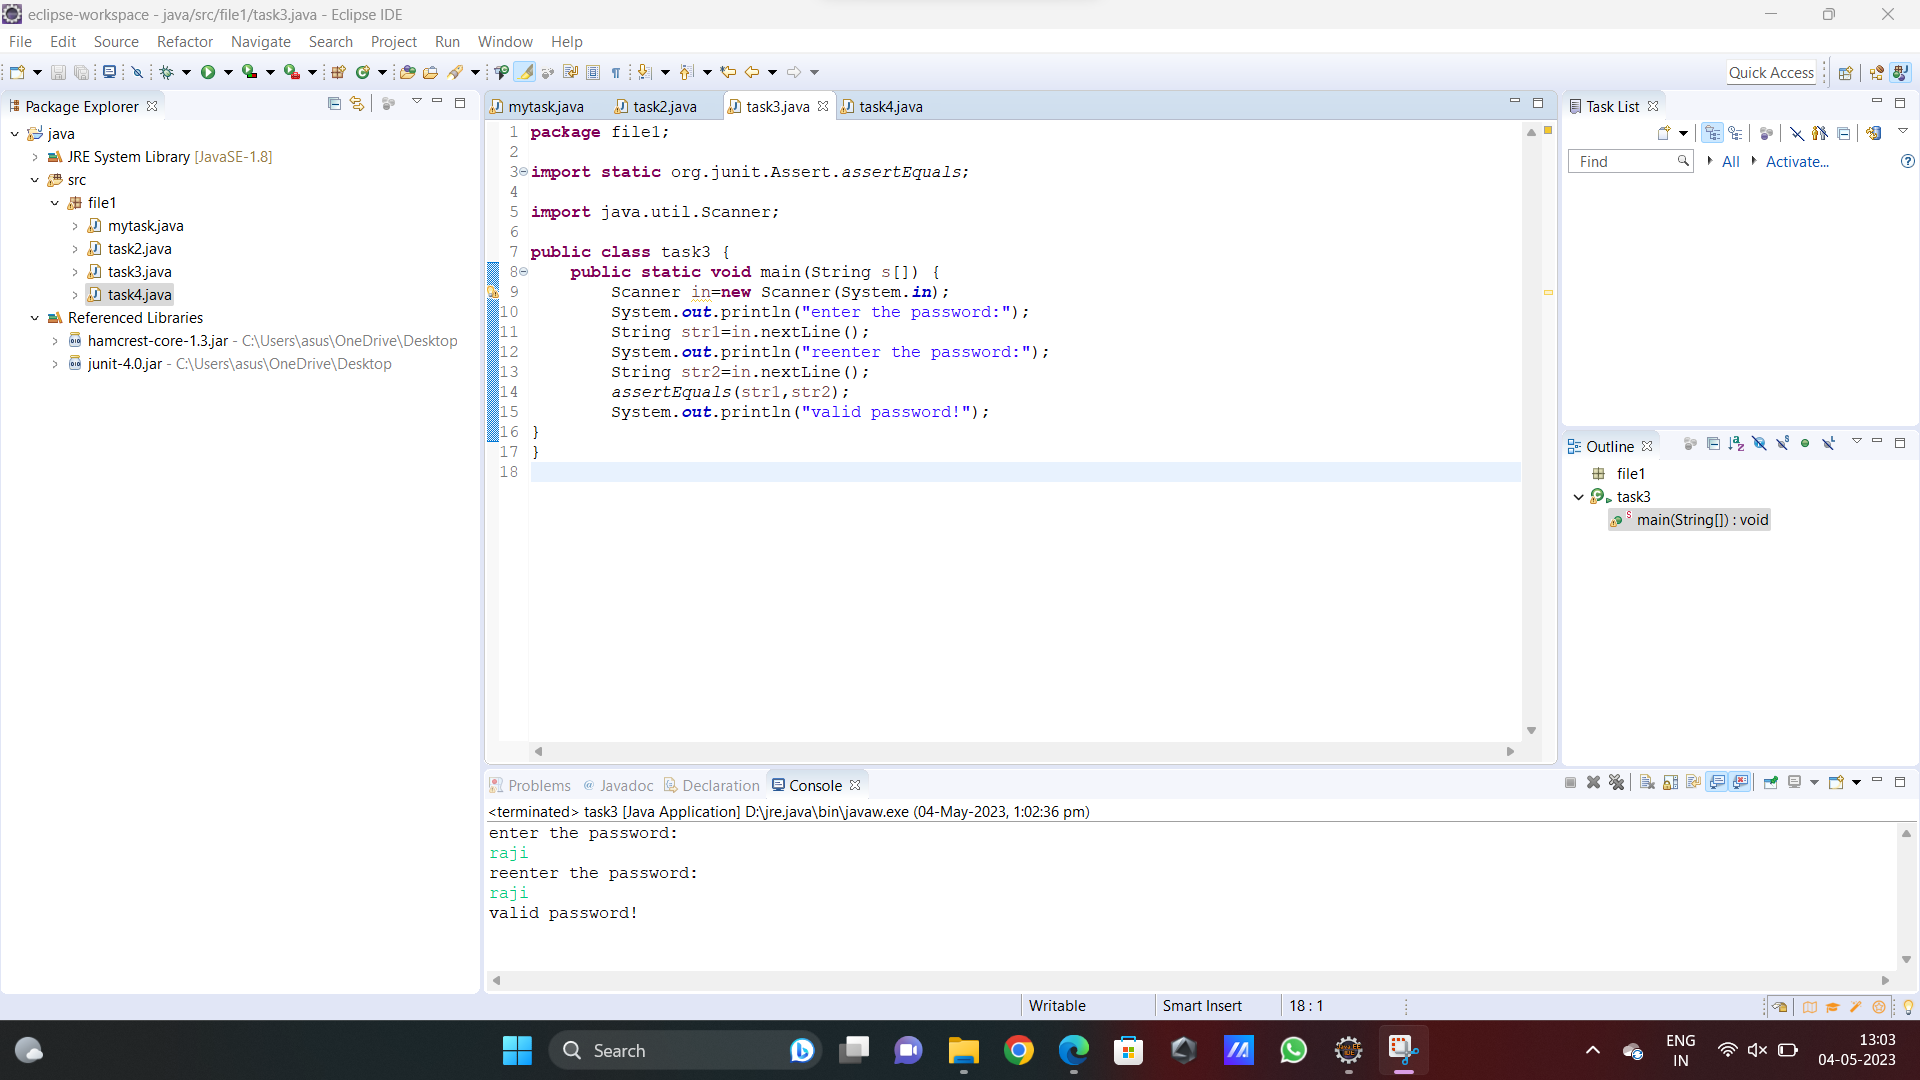 eclipse-workspace - java/src/file1/task3.java - Eclipse IDE
File Edit Source Refactor Navigate Search Project Run Window Help
Quick Access
Package Explorer
java
JRE System Library [JavaSE-1.8]
src
file1
mytask.java
task2.java
task3.java
task4.java
Referenced Libraries
hamcrest-core-1.3.jar - C:\Users\asus\OneDrive\Desktop
junit-4.0.jar - C:\Users\asus\OneDrive\Desktop
mytask.java task2.java task3.java task4.java
1 package file1;
2
3 import static org.junit.Assert.assertEquals;
4
5 import java.util.Scanner;
6
7 public class task3 {
8 public static void main(String s[]) {
9 Scanner in=new Scanner(System.in);
10 System.out.println("enter the password:");
11 String str1=in.nextLine();
12 System.out.println("reenter the password:");
13 String str2=in.nextLine();
14 assertEquals(str1,str2);
15 System.out.println("valid password!");
16 }
17 }
18
Task List
Find All Activate...
Outline
file1
task3
main(String[]) : void
Problems @ Javadoc Declaration Console
<terminated> task3 [Java Application] D:\jre.java\bin\javaw.exe (04-May-2023, 1:02:36 pm)
enter the password:
raji
reenter the password:
raji
valid password!
Writable Smart Insert 18 : 1
Search
ENG
IN
13:03
04-05-2023